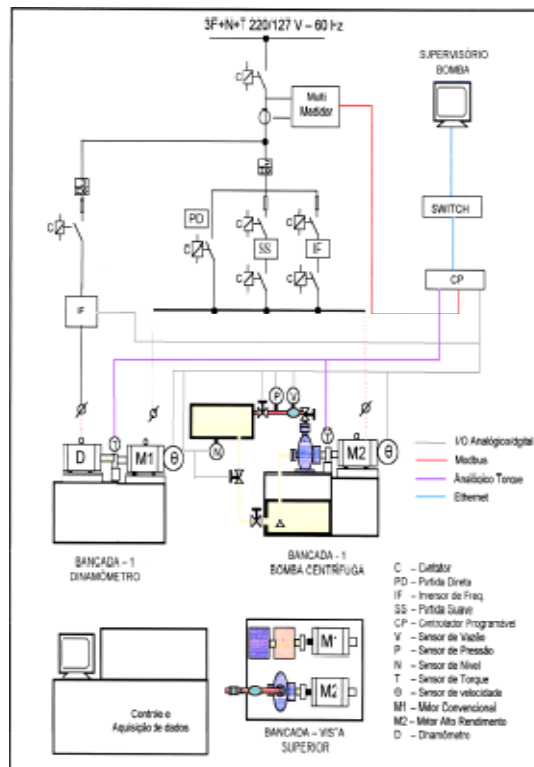 3F+N+T 220/127 V – 60 Hz
SUPERVISÓRIO
BOMBA
C
Multi
Medidor
SWITCH
PD
C
C
C
C
SS
IF
C
C
CP
IF
P
V
N
T
T
D
M1
θ
M2
θ
I/O Analógico/digital
Modbus
Analógico Torque
Ethernet
BANCADA – 1
DINAMÔMETRO
BANCADA - 1
BOMBA CENTRÍFUGA
C – Contator
PD – Partida Direta
IF – Inversor de Freq.
SS – Partida Suave
CP – Controlador Programável
V – Sensor de Vazão
P – Sensor de Pressão
N – Sensor de Nível
T – Sensor de Torque
θ – Sensor de velocidade
M1 – Motor Convencional
M2 – Motor Alto Rendimento
D – Dinamômetro
Controle e
Aquisição de dados
M1
M2
BANCADA – VISTA
SUPERIOR